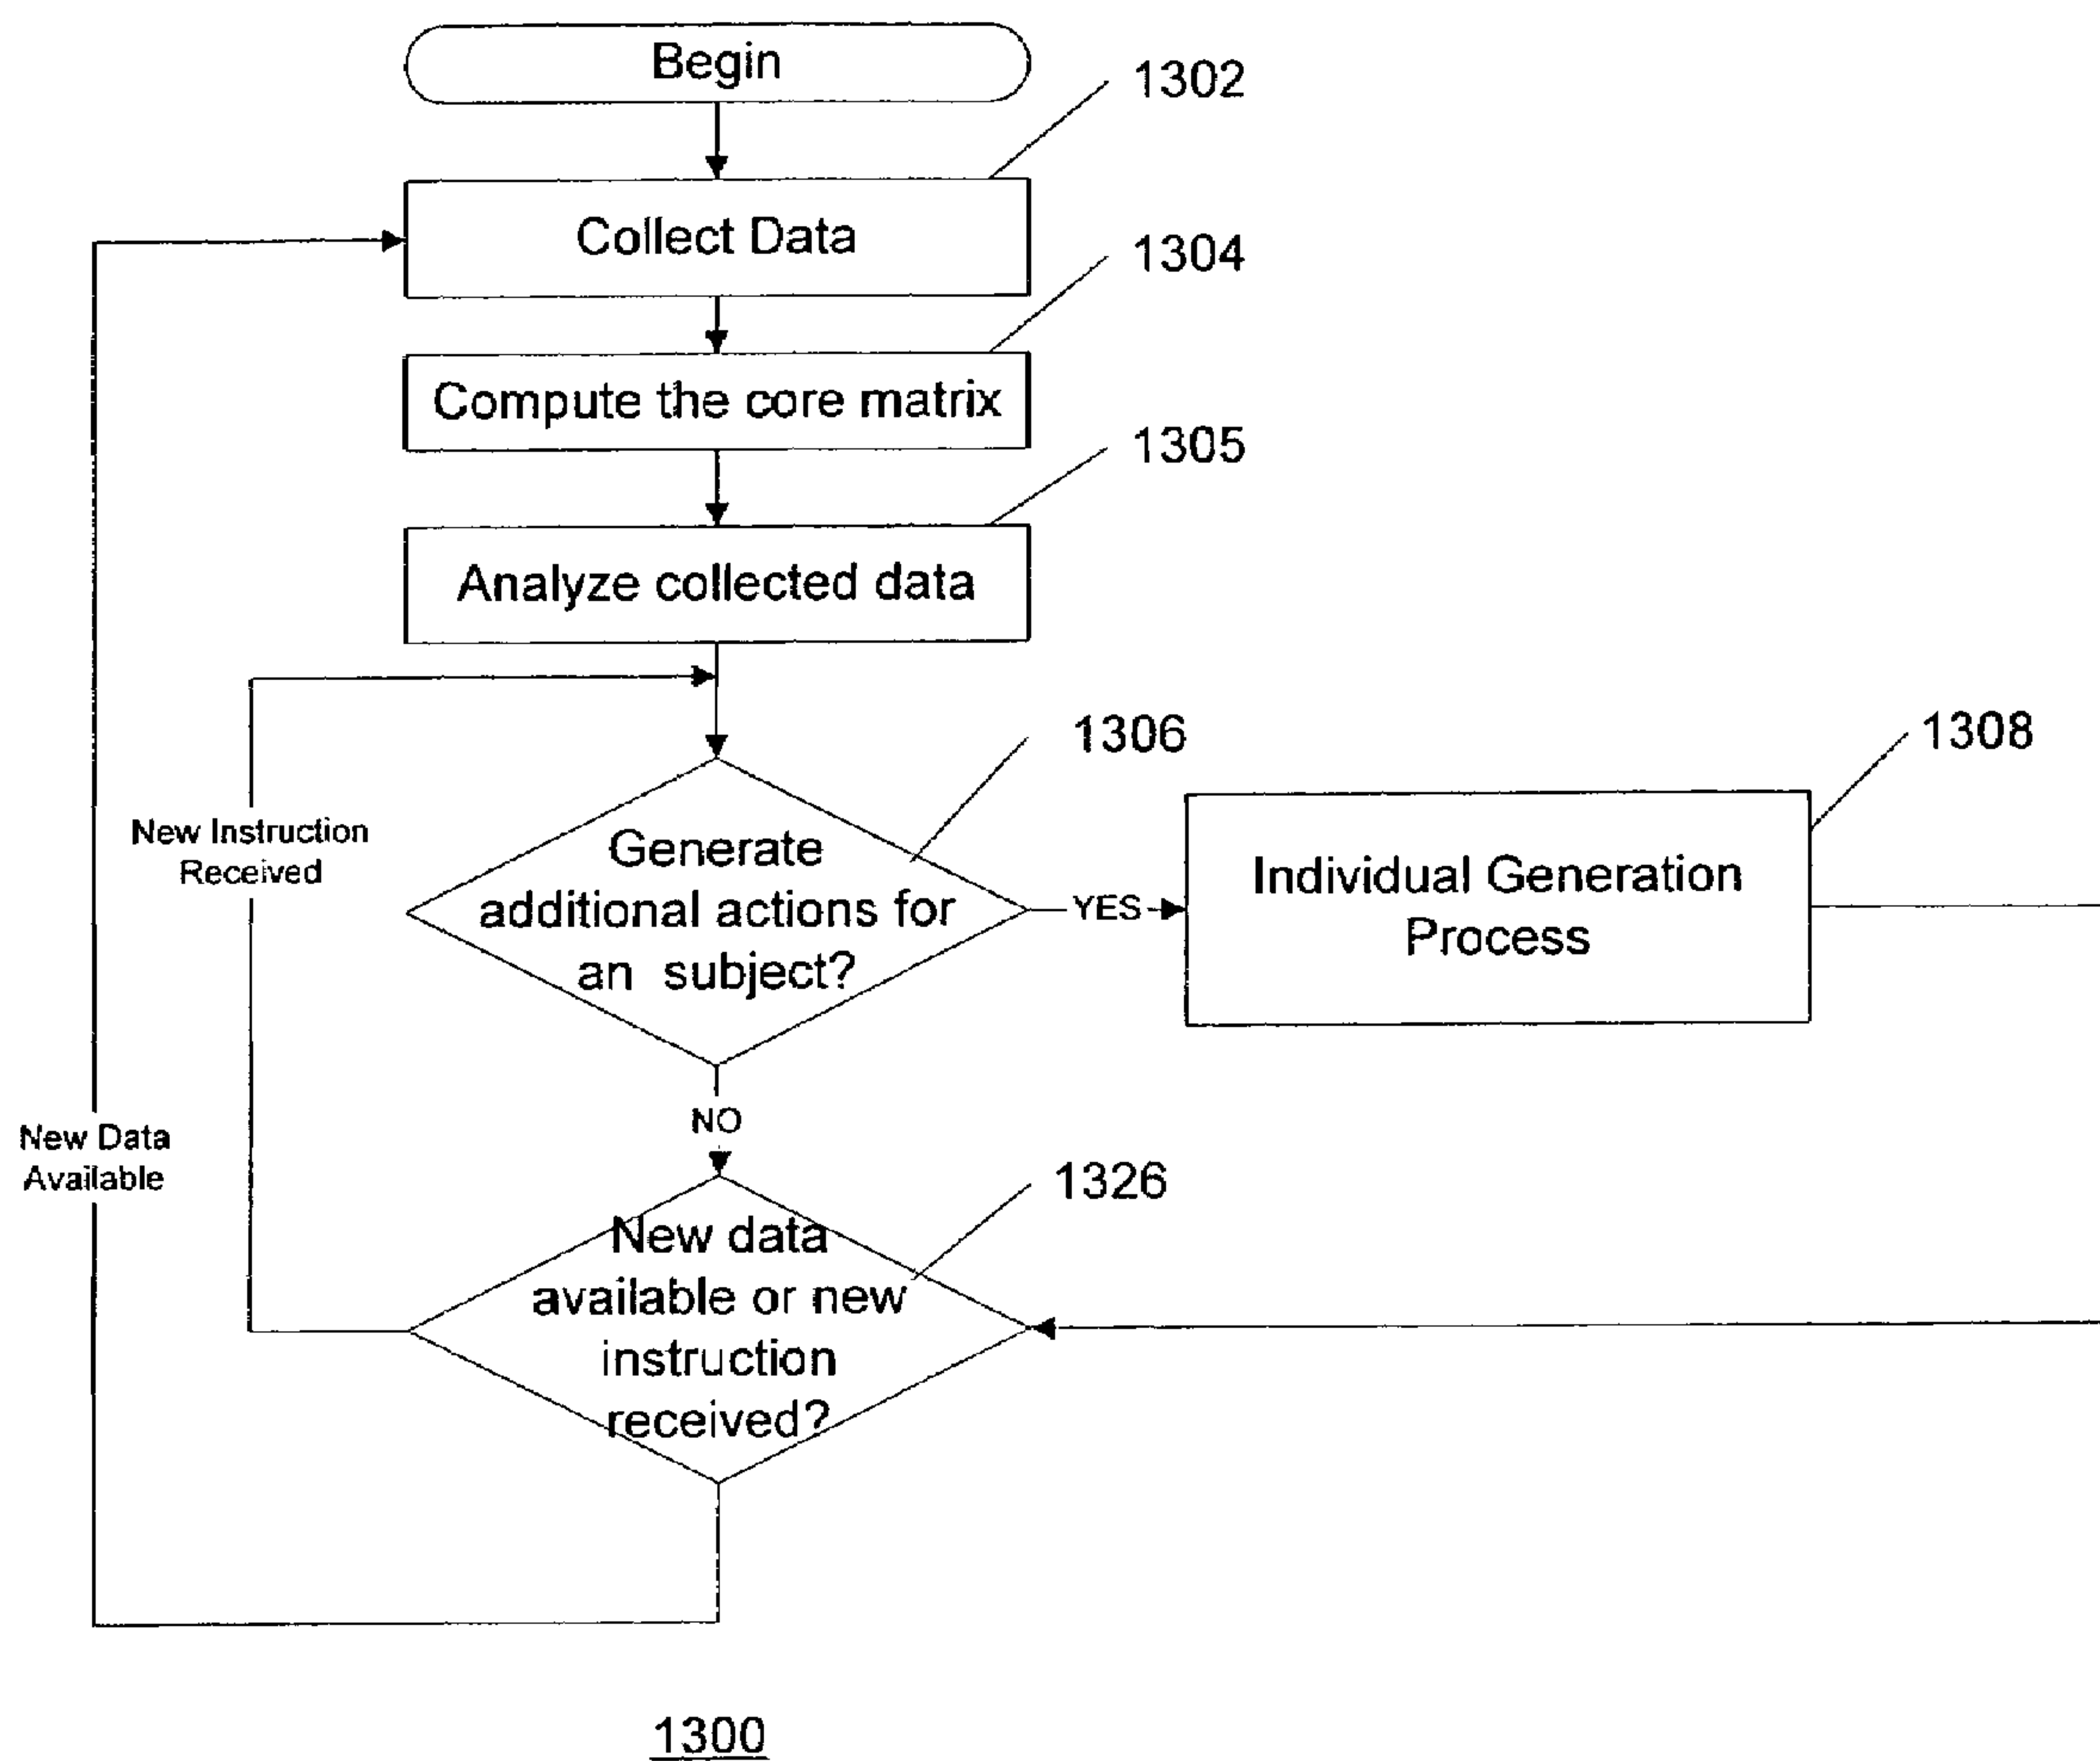 Begin
1302
Collect Data
1304
Compute the core matrix
1305
Analyze collected data
1306
1308
New Instruction
Received
Generate
additional actions for
an subject?
YES
Individual Generation
Process
NO
New Data
Available
1326
New data
available or new
instruction
received?
1300